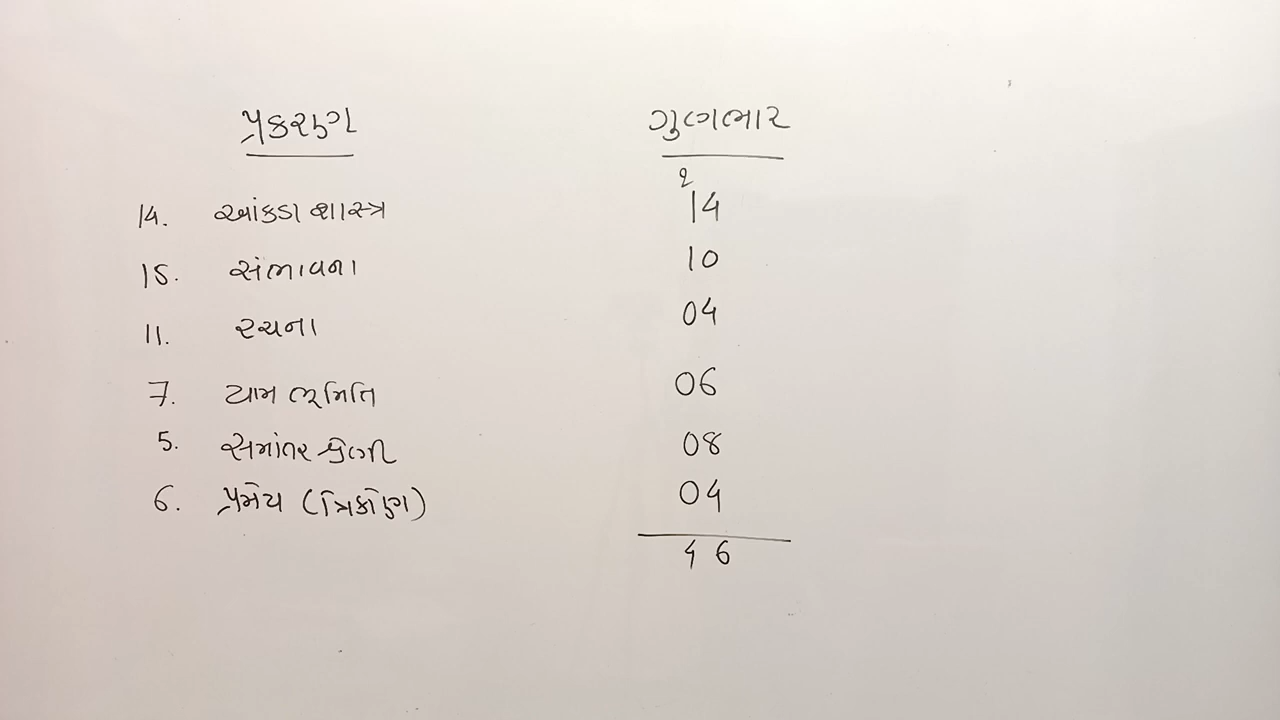 પ્રકરણ ગુણભાર
૨
14. આંકડા શાસ્ત્ર 14
15. સંભાવના 10
11. રચના 04
7. યામ ભૂમિતિ 06
5. સમાંતર શ્રેણી 08
6. પ્રમેય (ત્રિકોણ) 04
46